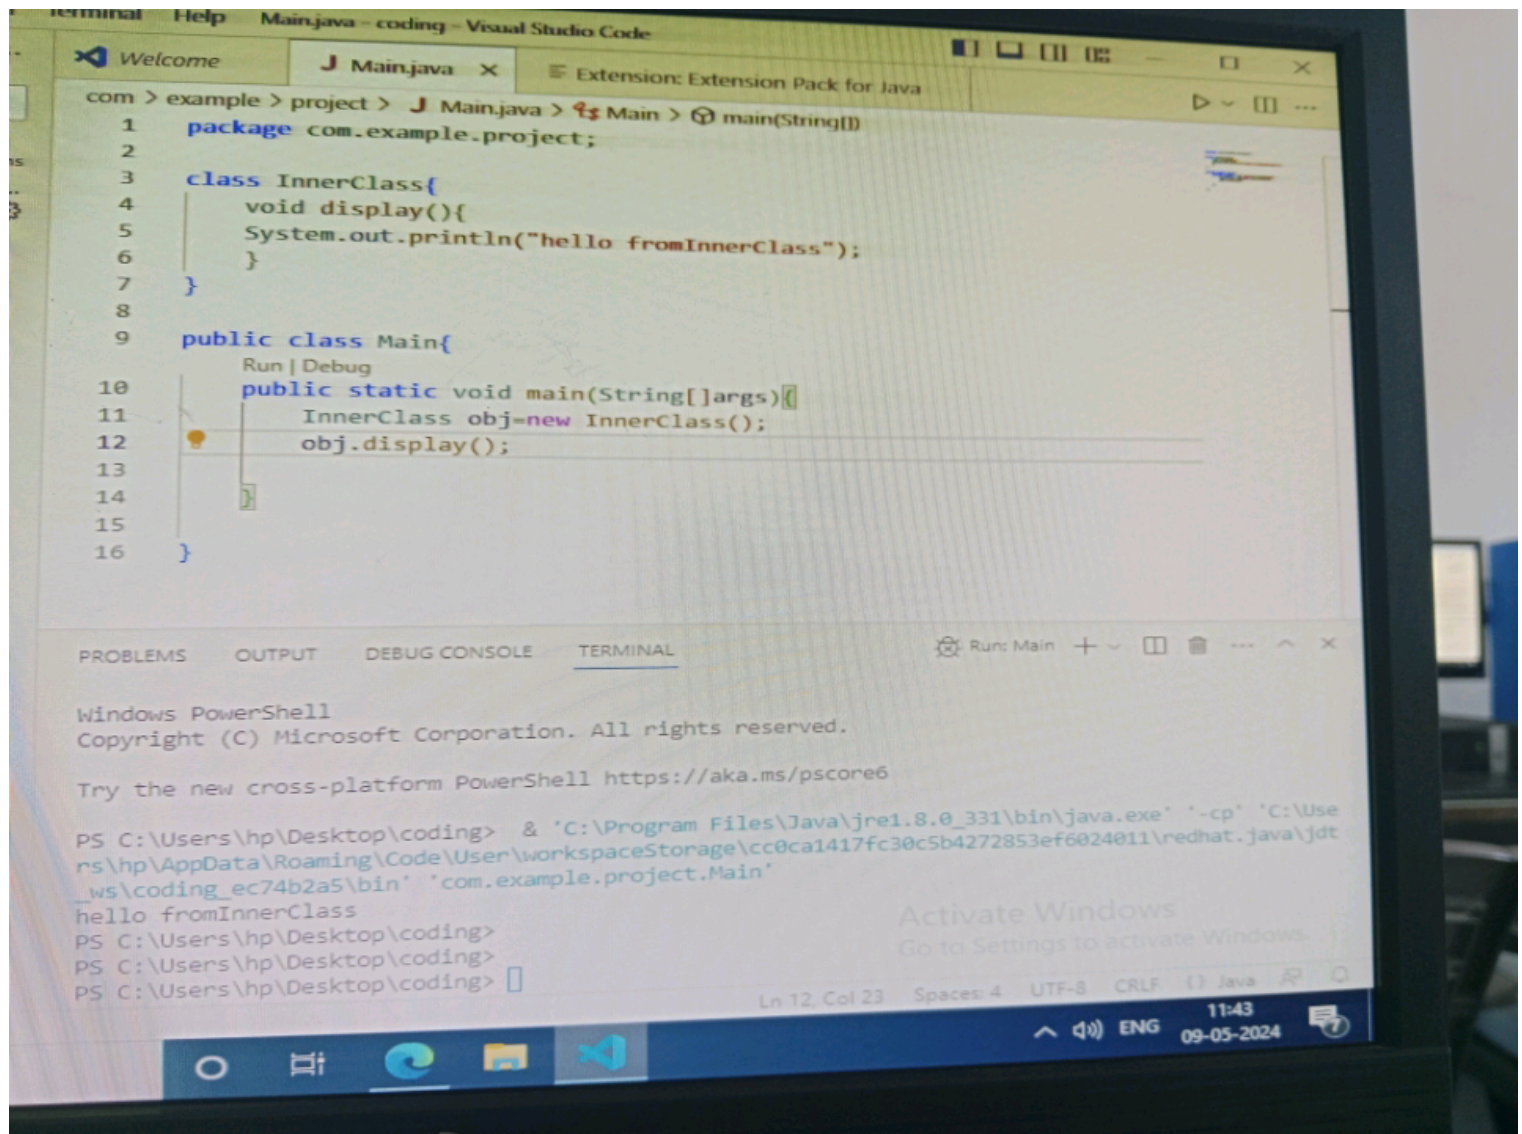 Terminal Help Main.java - coding - Visual Studio Code
Welcome Main.java Extension: Extension Pack for Java
com > example > project > J Main.java > Main > main(String[])
1 package com.example.project;
2
3 class InnerClass{
4 void display(){
5 System.out.println("hello fromInnerClass");
6 }
7 }
8
9 public class Main{
Run | Debug
10 public static void main(String[]args){
11 InnerClass obj=new InnerClass();
12 obj.display();
13
14 }
15
16 }
PROBLEMS OUTPUT DEBUG CONSOLE TERMINAL Run: Main
Windows PowerShell
Copyright (C) Microsoft Corporation. All rights reserved.
Try the new cross-platform PowerShell https://aka.ms/pscore6
PS C:\Users\hp\Desktop\coding> & 'C:\Program Files\Java\jre1.8.0_331\bin\java.exe' '-cp' 'C:\Use
rs\hp\AppData\Roaming\Code\User\workspaceStorage\cc0ca1417fc30c5b4272853ef6024011\redhat.java\jdt
_ws\coding_ec74b2a5\bin' 'com.example.project.Main'
hello fromInnerClass
PS C:\Users\hp\Desktop\coding>
PS C:\Users\hp\Desktop\coding>
PS C:\Users\hp\Desktop\coding>
Activate Windows
Go to Settings to activate Windows.
Ln 12, Col 23 Spaces: 4 UTF-8 CRLF {} Java
ENG 11:43
09-05-2024
7